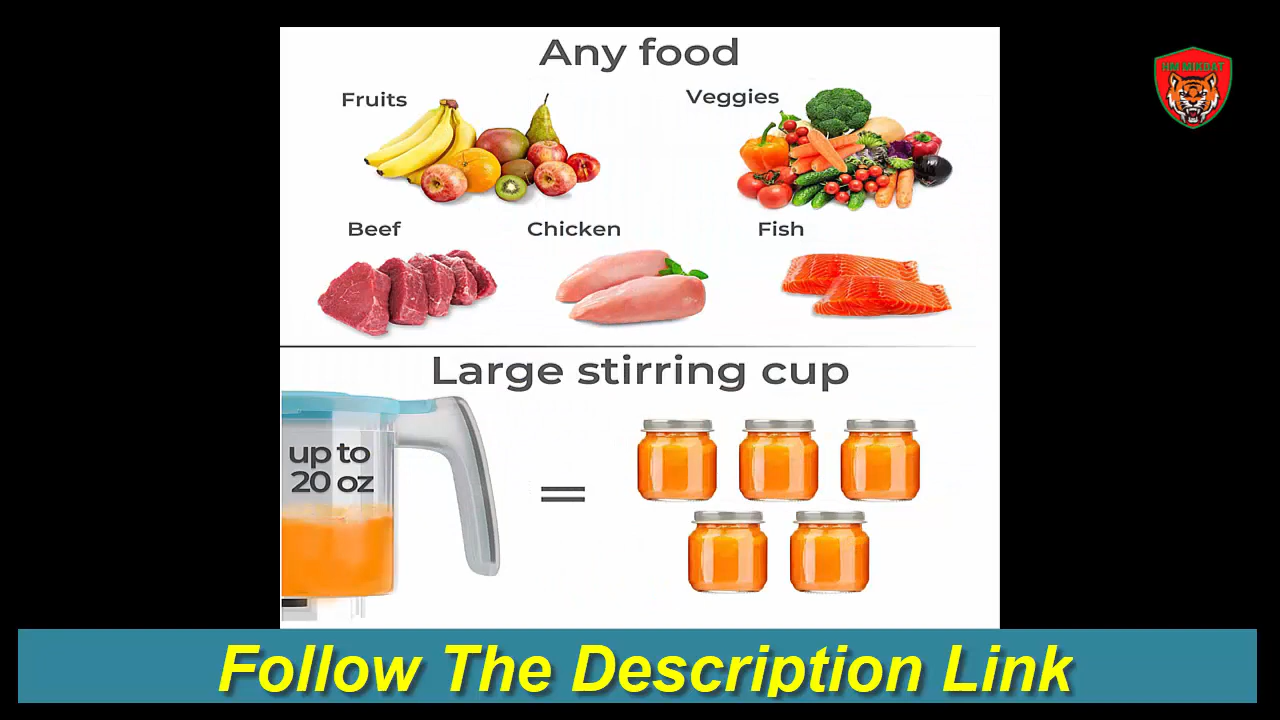 Any food
Fruits
Veggies
Beef
Chicken
Fish
Large stirring cup
up to
20 oz
=
Follow The Description Link